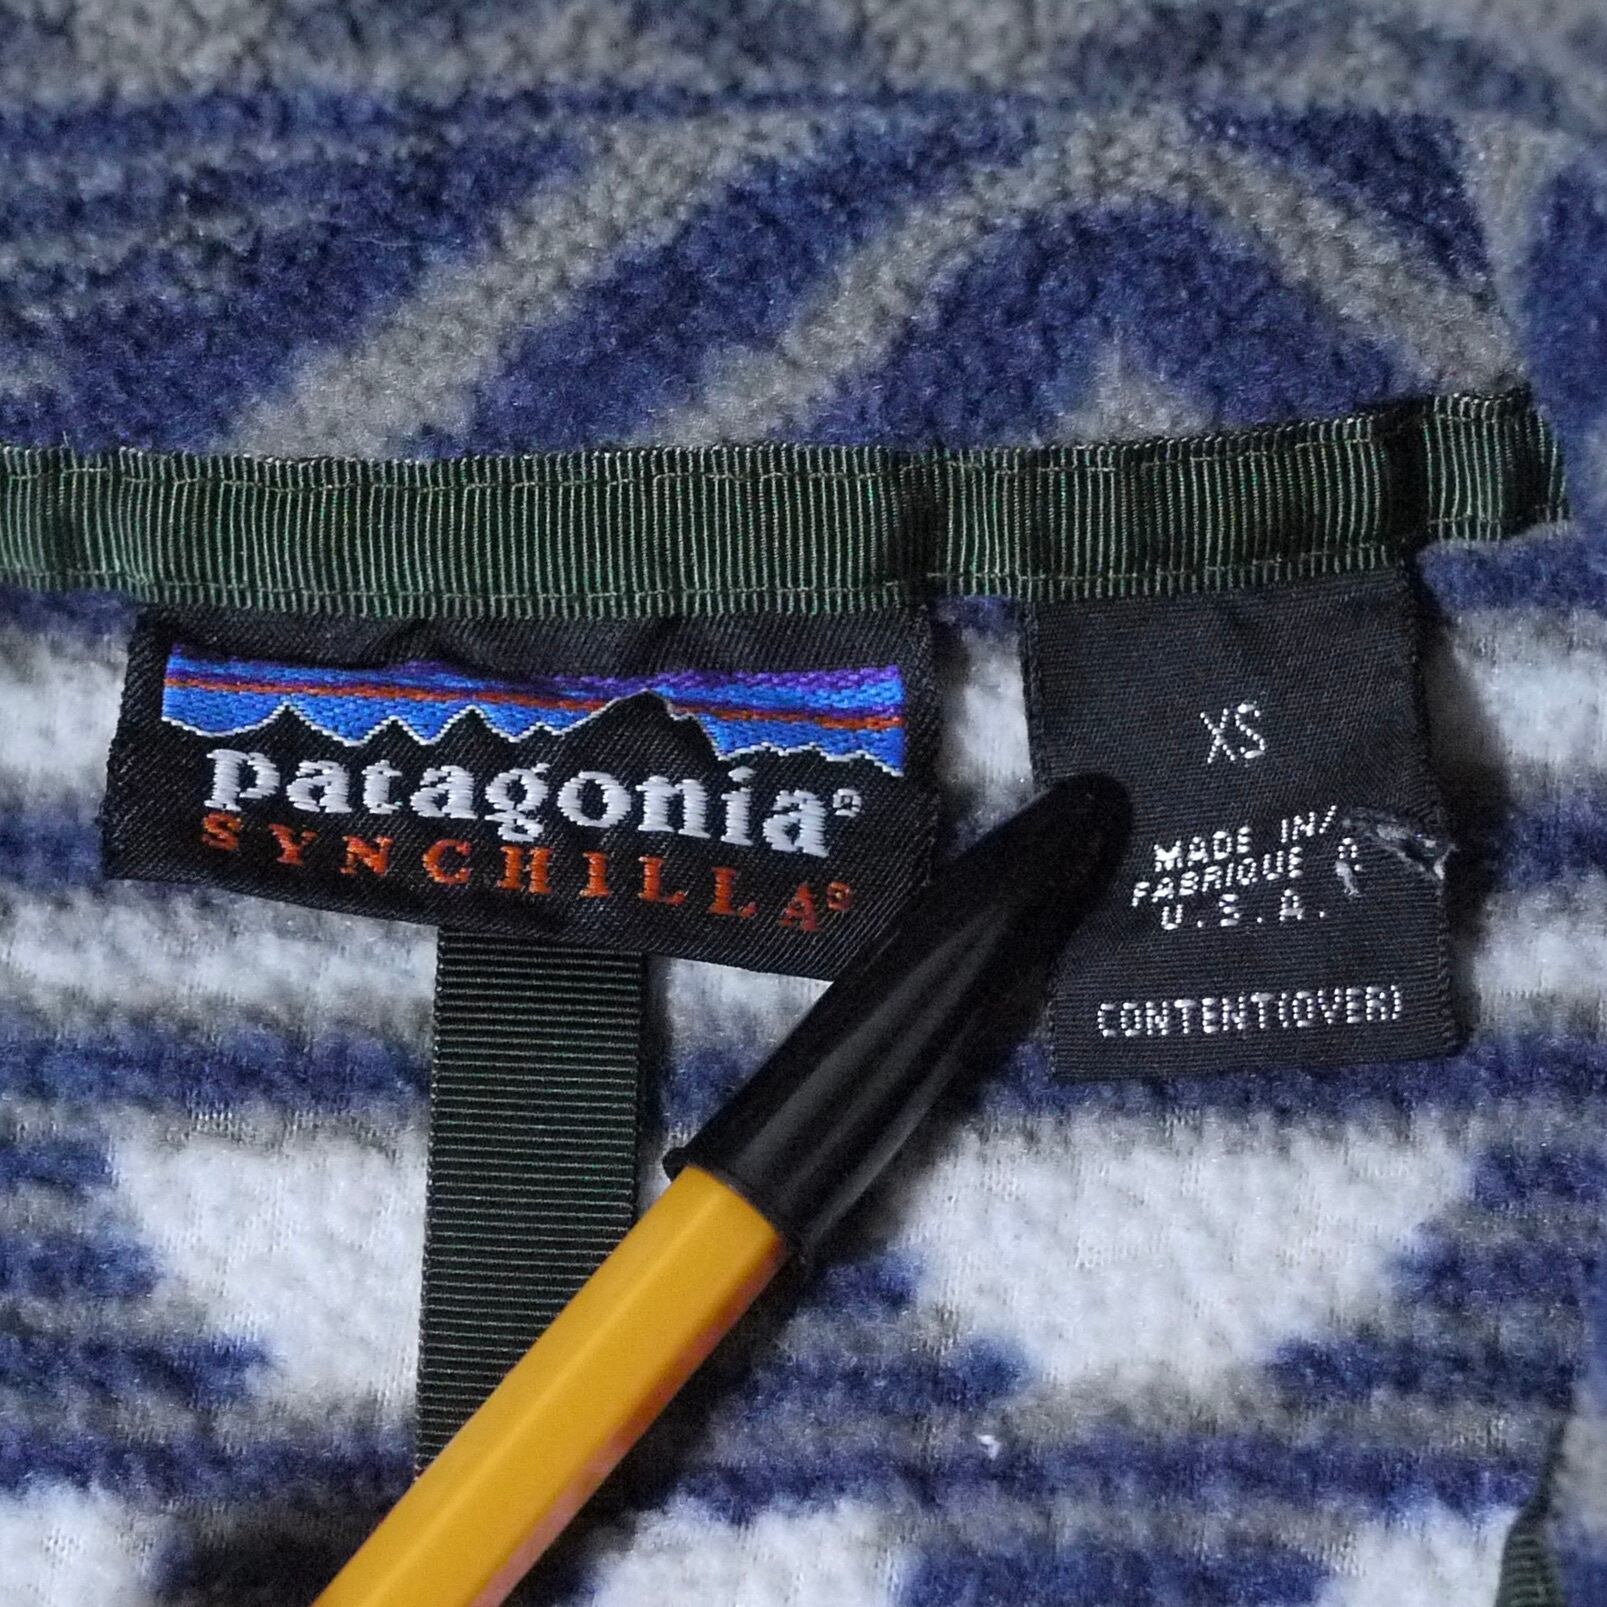 patagonia®
SYNCHILLA®
XS
MADE IN/
FABRIQUE
U.S.A.
CONTENT(OVER)